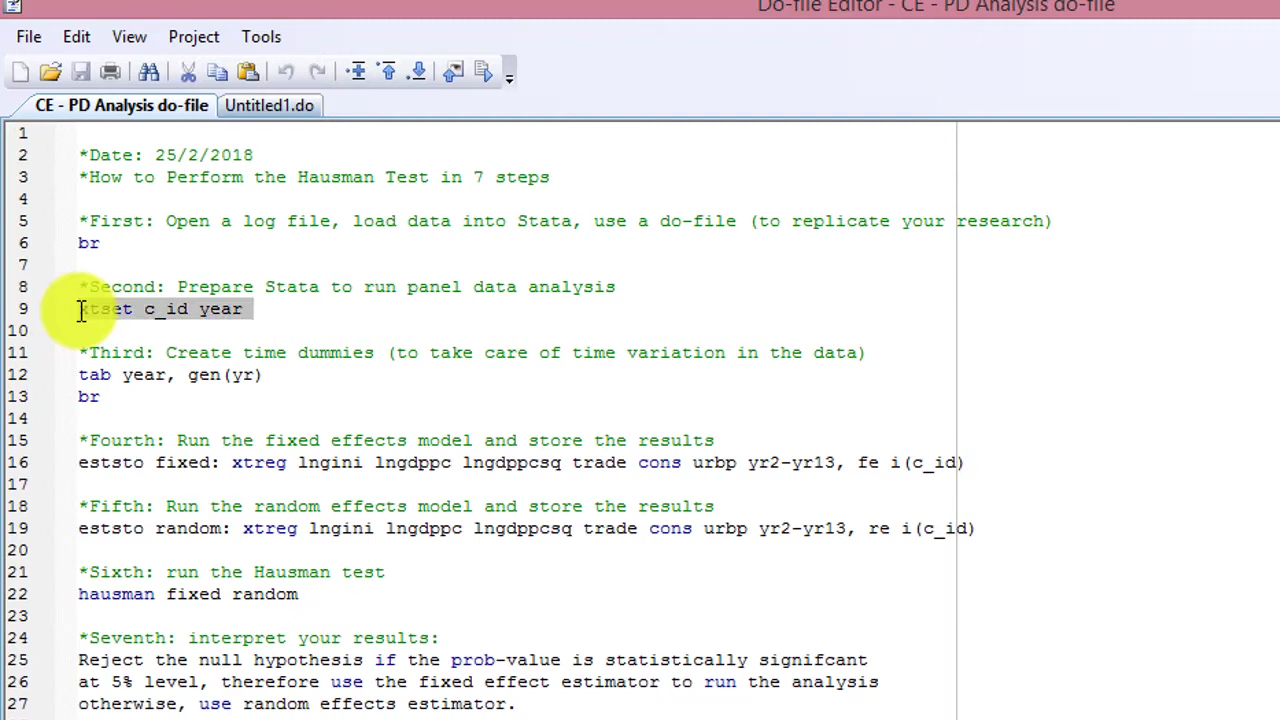 Do-file Editor - CE - PD Analysis do-file
File Edit View Project Tools
CE - PD Analysis do-file Untitled1.do
1
2 *Date: 25/2/2018
3 *How to Perform the Hausman Test in 7 steps
4
5 *First: Open a log file, load data into Stata, use a do-file (to replicate your research)
6 br
7
8 *Second: Prepare Stata to run panel data analysis
9 xtset c_id year
10
11 *Third: Create time dummies (to take care of time variation in the data)
12 tab year, gen(yr)
13 br
14
15 *Fourth: Run the fixed effects model and store the results
16 eststo fixed: xtreg lngini lngdppc lngdppcsq trade cons urbp yr2-yr13, fe i(c_id)
17
18 *Fifth: Run the random effects model and store the results
19 eststo random: xtreg lngini lngdppc lngdppcsq trade cons urbp yr2-yr13, re i(c_id)
20
21 *Sixth: run the Hausman test
22 hausman fixed random
23
24 *Seventh: interpret your results:
25 Reject the null hypothesis if the prob-value is statistically signifcant
26 at 5% level, therefore use the fixed effect estimator to run the analysis
27 otherwise, use random effects estimator.